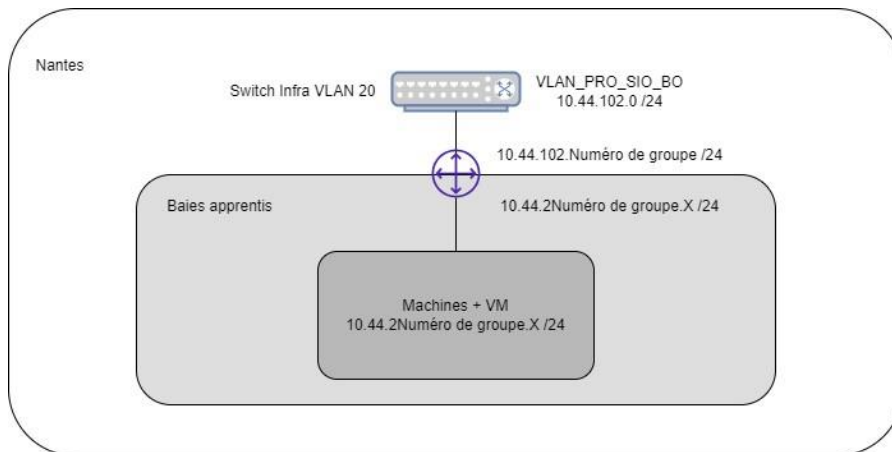 Nantes
Switch Infra VLAN 20
VLAN_PRO_SIO_BO
10.44.102.0 /24
10.44.102.Numéro de groupe /24
Baies apprentis
10.44.2Numéro de groupe.X /24
Machines + VM
10.44.2Numéro de groupe.X /24